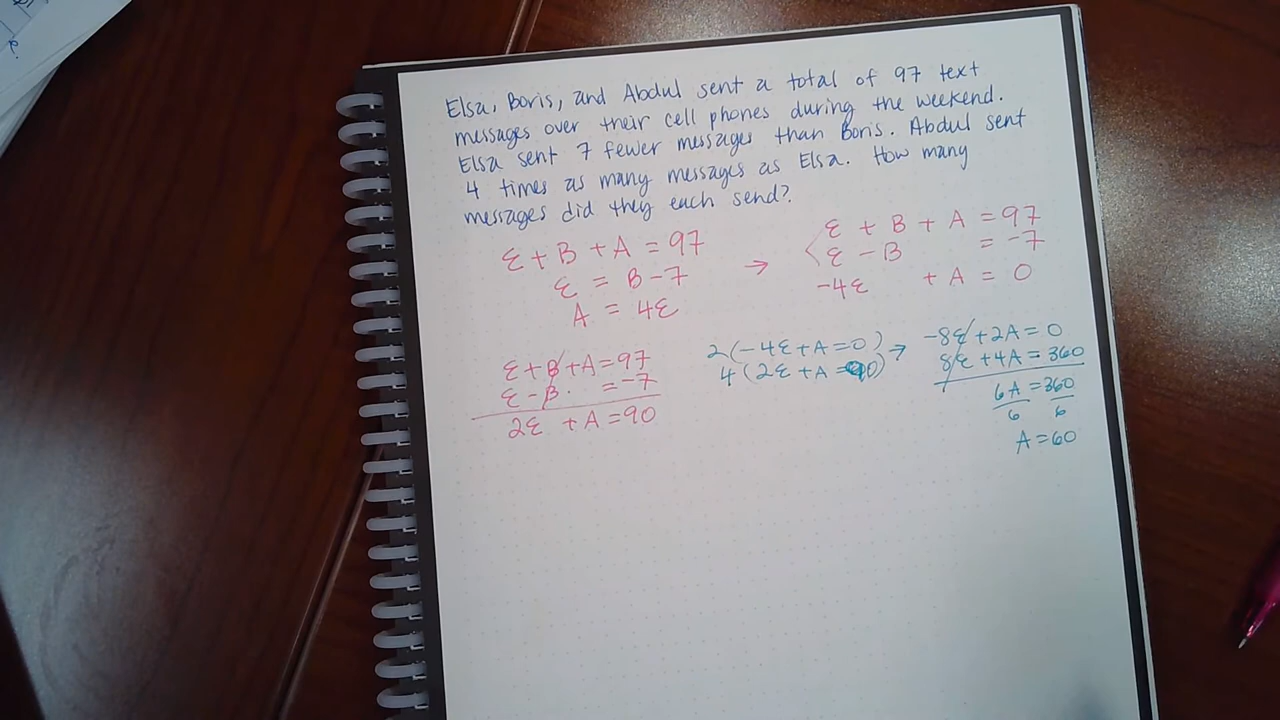 Elsa, Boris, and Abdul sent a total of 97 text
messages over their cell phones during the weekend.
Elsa sent 7 fewer messages than Boris. Abdul sent
4 times as many messages as Elsa. How many
messages did they each send?
E + B + A = 97
E = B - 7
A = 4E
→
E + B + A = 97
E - B = -7
-4E + A = 0
E + B + A = 97
E - B = -7
2E + A = 90
2(-4E + A = 0) →
4(2E + A = 90)
-8E + 2A = 0
8E + 4A = 360
6A = 360
6 6
A = 60